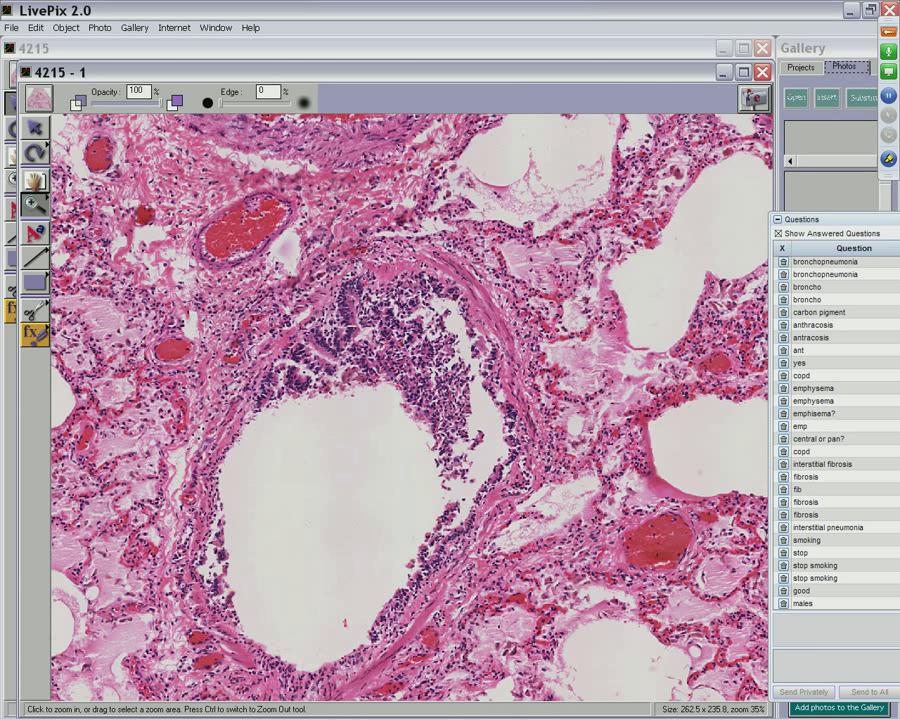 LivePix 2.0
File Edit Object Photo Gallery Internet Window Help
4215
Gallery
4215 - 1
Projects Photos
Opacity: 100 %
Edge: 0 %
Open Insert
Questions
Show Answered Questions
X Question
bronchopneumonia
bronchopneumonia
broncho
broncho
carbon pigment
anthracosis
antracosis
ant
yes
copd
emphysema
emphysema
emphisema?
emp
central or pan?
copd
interstitial fibrosis
fibrosis
fib
fibrosis
fibrosis
interstitial pneumonia
smoking
stop
stop smoking
stop smoking
good
males
Send Privately Send to All
Click to zoom in, or drag to select a zoom area. Press Ctrl to switch to Zoom Out tool.
Size: 262.5 x 235.8, zoom 35%
Add photos to the Gallery